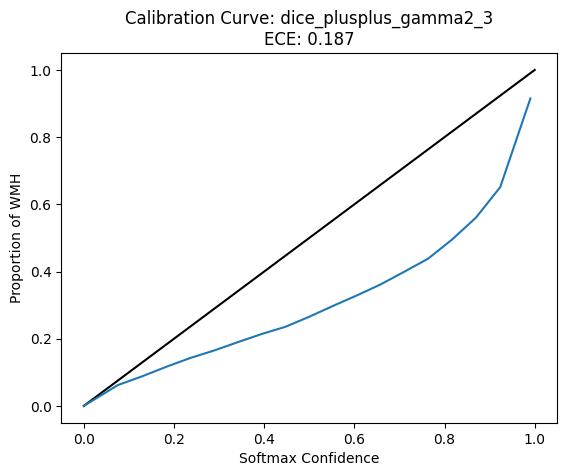 Calibration Curve: dice_plusplus_gamma2_3
ECE: 0.187
1.0
0.8
0.6
0.4
0.2
0.0
Proportion of WMH
0.0 0.2 0.4 0.6 0.8 1.0
Softmax Confidence